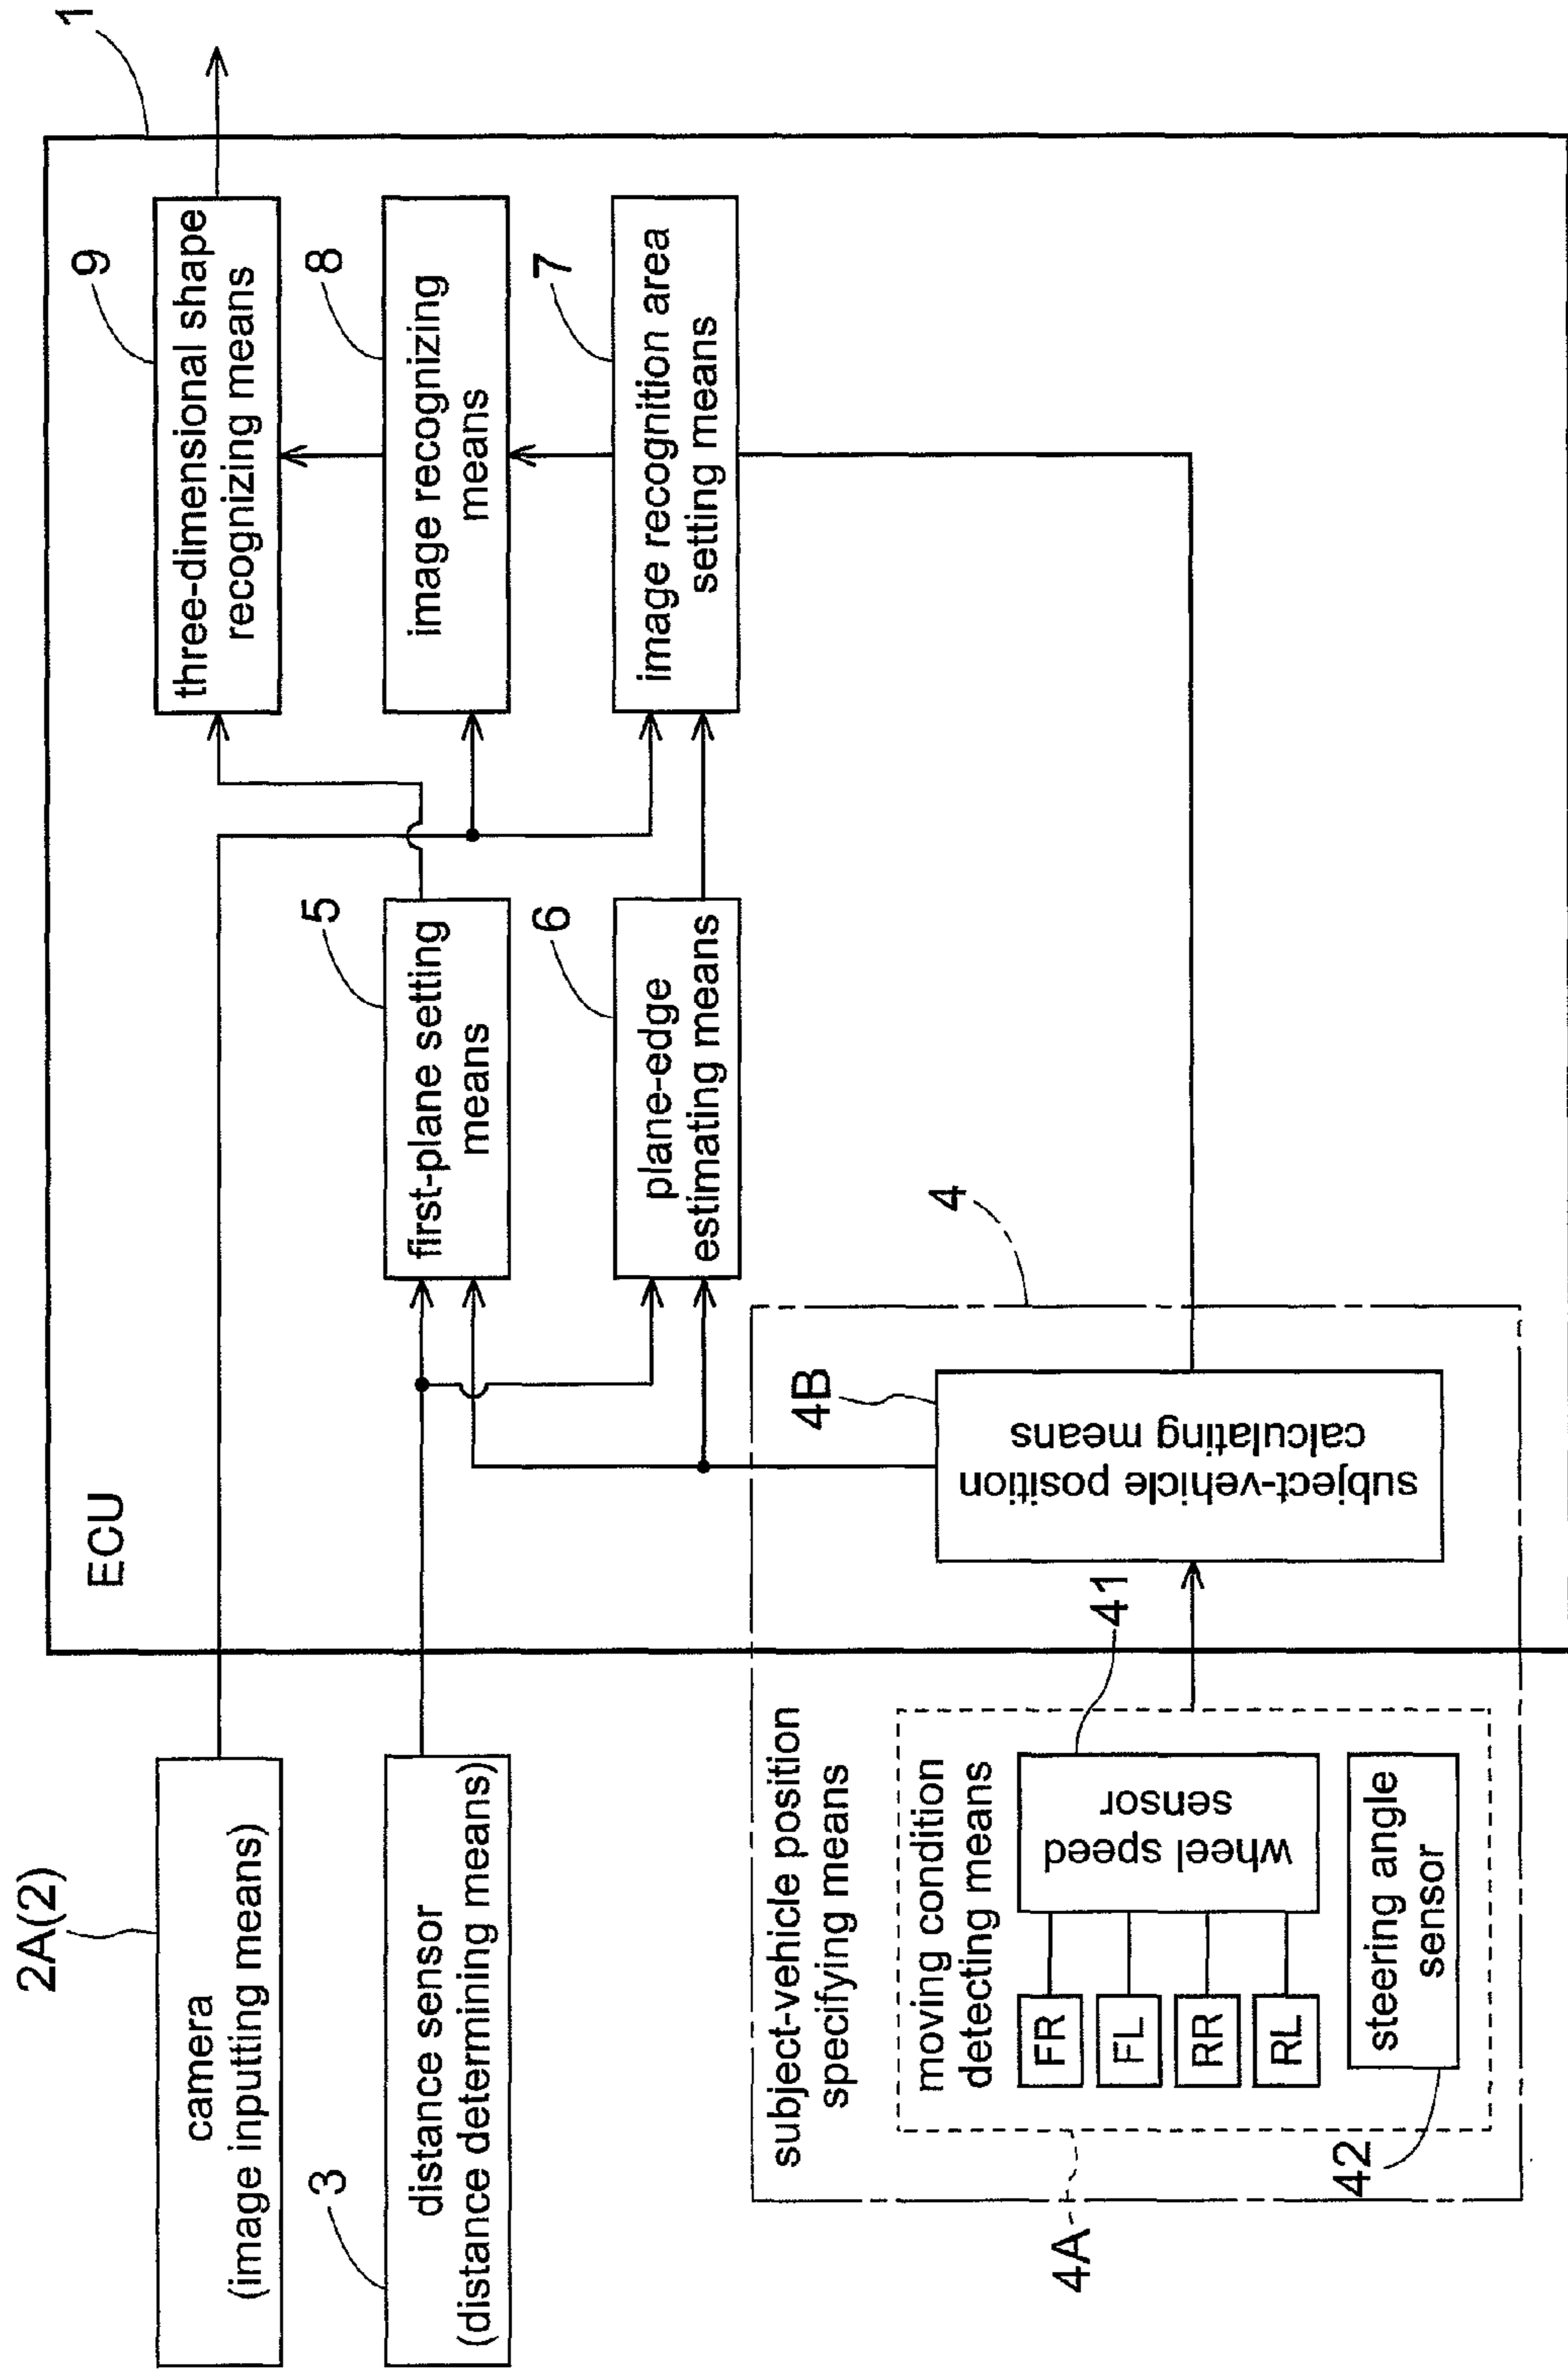 2A(2)
camera
(image inputting means)
3
distance sensor
(distance determining means)
subject-vehicle position
specifying means
4A
moving condition
detecting means
FR
FL
RR
RL
wheel speed
sensor
41
steering angle
sensor
42
ECU
1
4
4B
subject-vehicle position
calculating means
5
first-plane setting
means
6
plane-edge
estimating means
9
three-dimensional shape
recognizing means
8
image recognizing
means
7
image recognition area
setting means